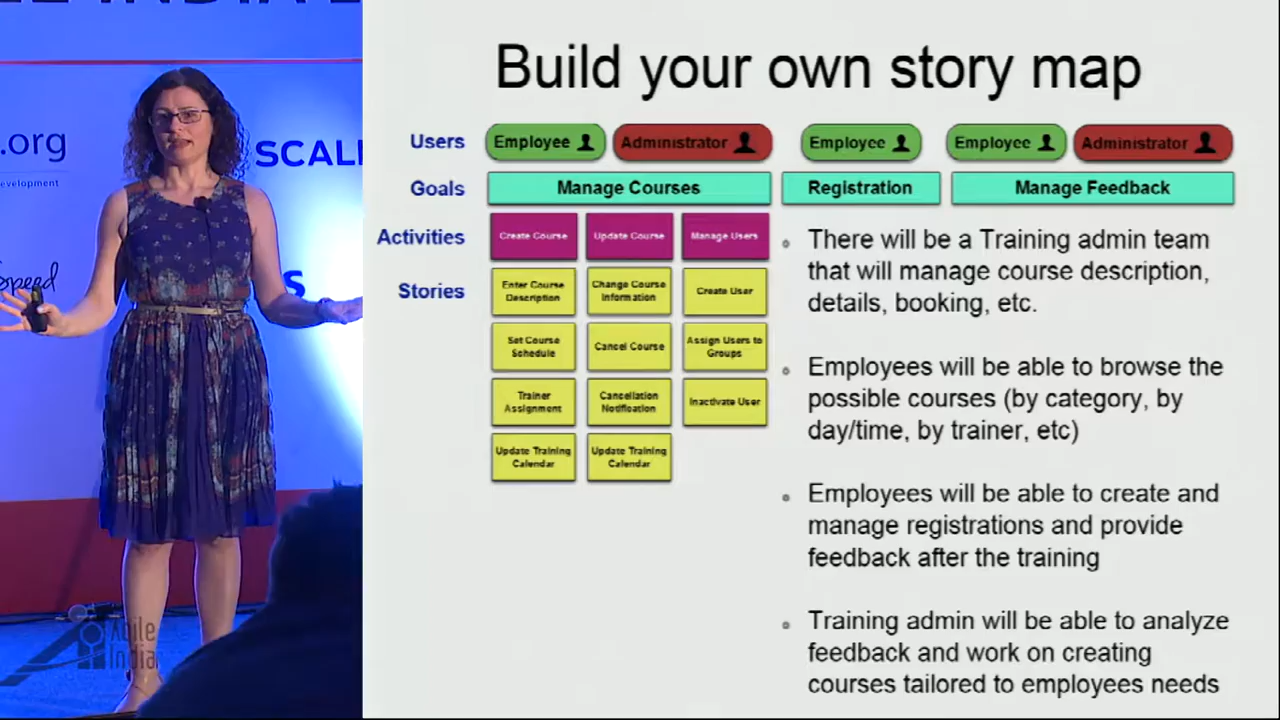 .org
evelopment
SCAL
Speed
S
Agile
India
Build your own story map
Users
Employee
Administrator
Employee
Employee
Administrator
Goals
Manage Courses
Registration
Manage Feedback
Activities
Create Course
Update Course
Manage Users
Stories
Enter Course
Description
Change Course
Information
Create User
Set Course
Schedule
Cancel Course
Assign Users to
Groups
Trainer
Assignment
Cancellation
Notification
Inactivate User
Update Training
Calendar
Update Training
Calendar
There will be a Training admin team
that will manage course description,
details, booking, etc.
Employees will be able to browse the
possible courses (by category, by
day/time, by trainer, etc)
Employees will be able to create and
manage registrations and provide
feedback after the training
Training admin will be able to analyze
feedback and work on creating
courses tailored to employees needs